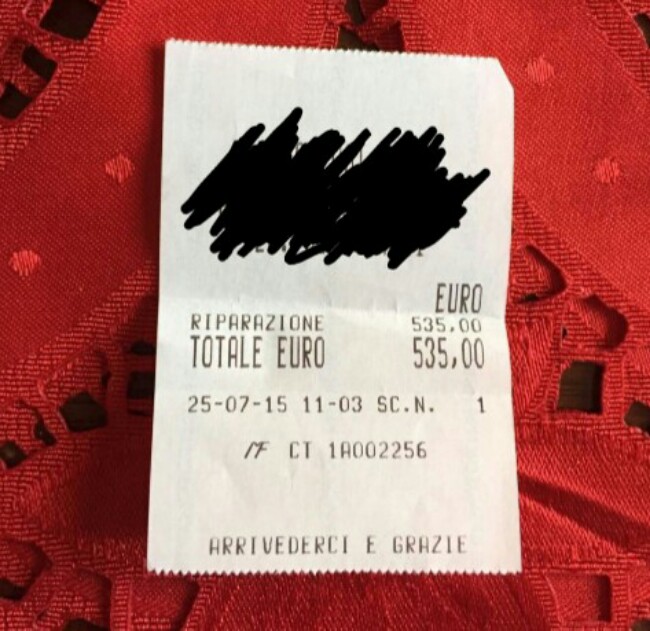 EURO
RIPARAZIONE 535,00
TOTALE EURO 535,00
25-07-15 11-03 SC.N. 1
MF CT 1A002256
ARRIVEDERCI E GRAZIE